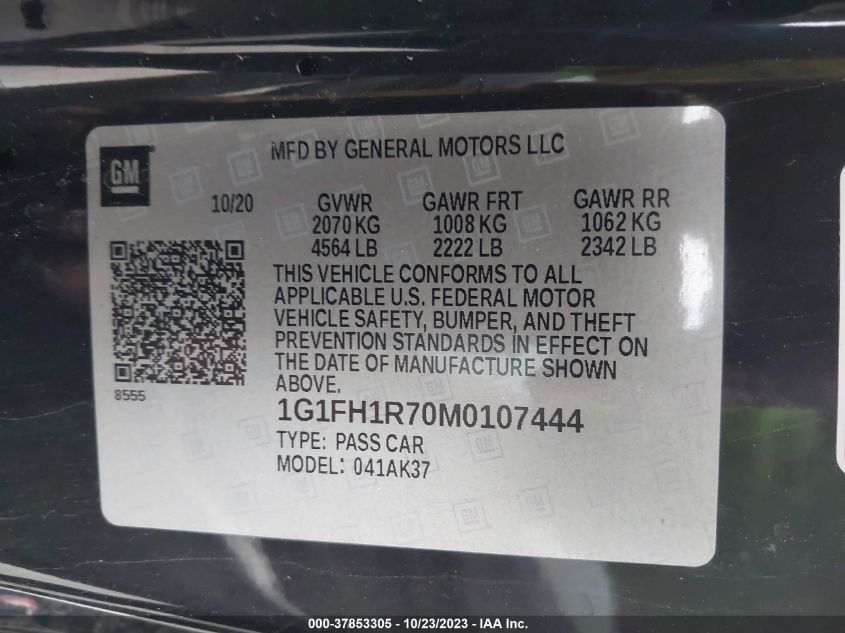 GM
MFD BY GENERAL MOTORS LLC
10/20 GVWR GAWR FRT GAWR RR
2070 KG 1008 KG 1062 KG
4564 LB 2222 LB 2342 LB
THIS VEHICLE CONFORMS TO ALL
APPLICABLE U.S. FEDERAL MOTOR
VEHICLE SAFETY, BUMPER, AND THEFT
PREVENTION STANDARDS IN EFFECT ON
THE DATE OF MANUFACTURE SHOWN
ABOVE.
8555
1G1FH1R70M0107444
TYPE: PASS CAR
MODEL: 041AK37
000-37853305 - 10/23/2023 - IAA Inc.